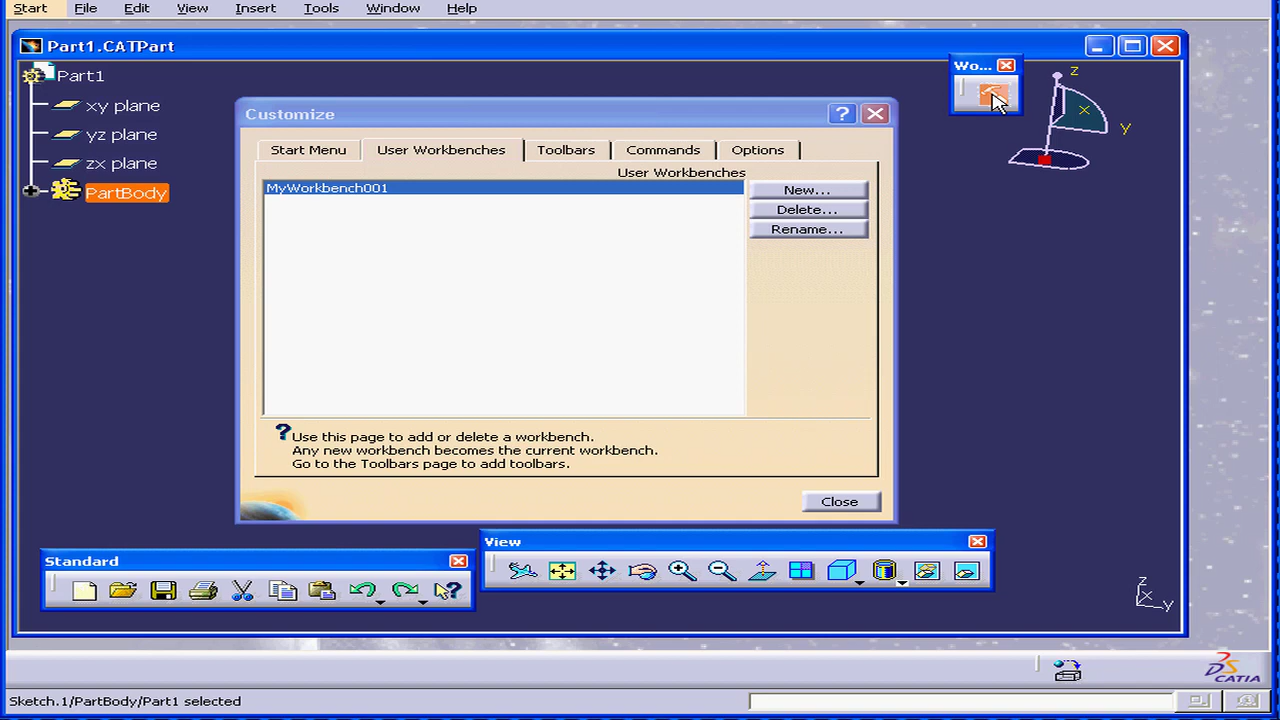 Start File Edit View Insert Tools Window Help
Part1.CATPart
Wo...
Part1
xy plane
yz plane
zx plane
PartBody
z
x
y
Customize
Start Menu User Workbenches Toolbars Commands Options
User Workbenches
MyWorkbench001
New...
Delete...
Rename...
Use this page to add or delete a workbench.
Any new workbench becomes the current workbench.
Go to the Toolbars page to add toolbars.
Close
View
Standard
z
x
y
CATIA
Sketch.1/PartBody/Part1 selected